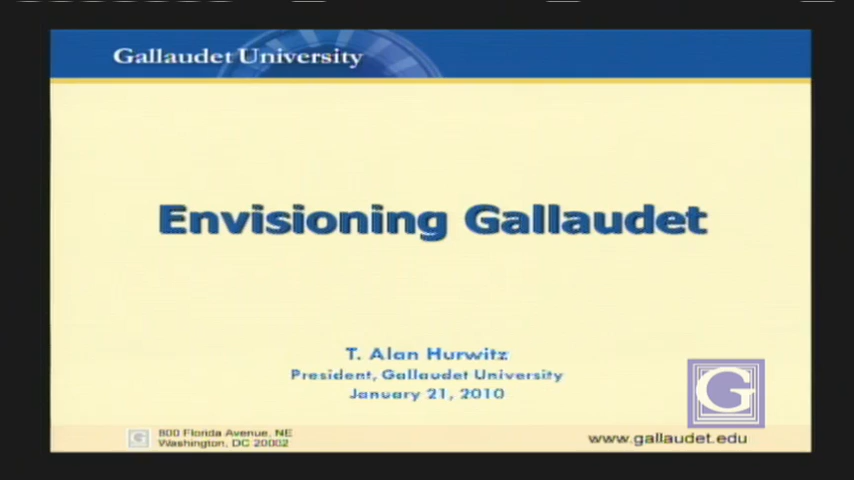 Gallaudet University
Envisioning Gallaudet
T. Alan Hurwitz
President, Gallaudet University
January 21, 2010
G
G
800 Florida Avenue, NE
Washington, DC 20002
www.gallaudet.edu